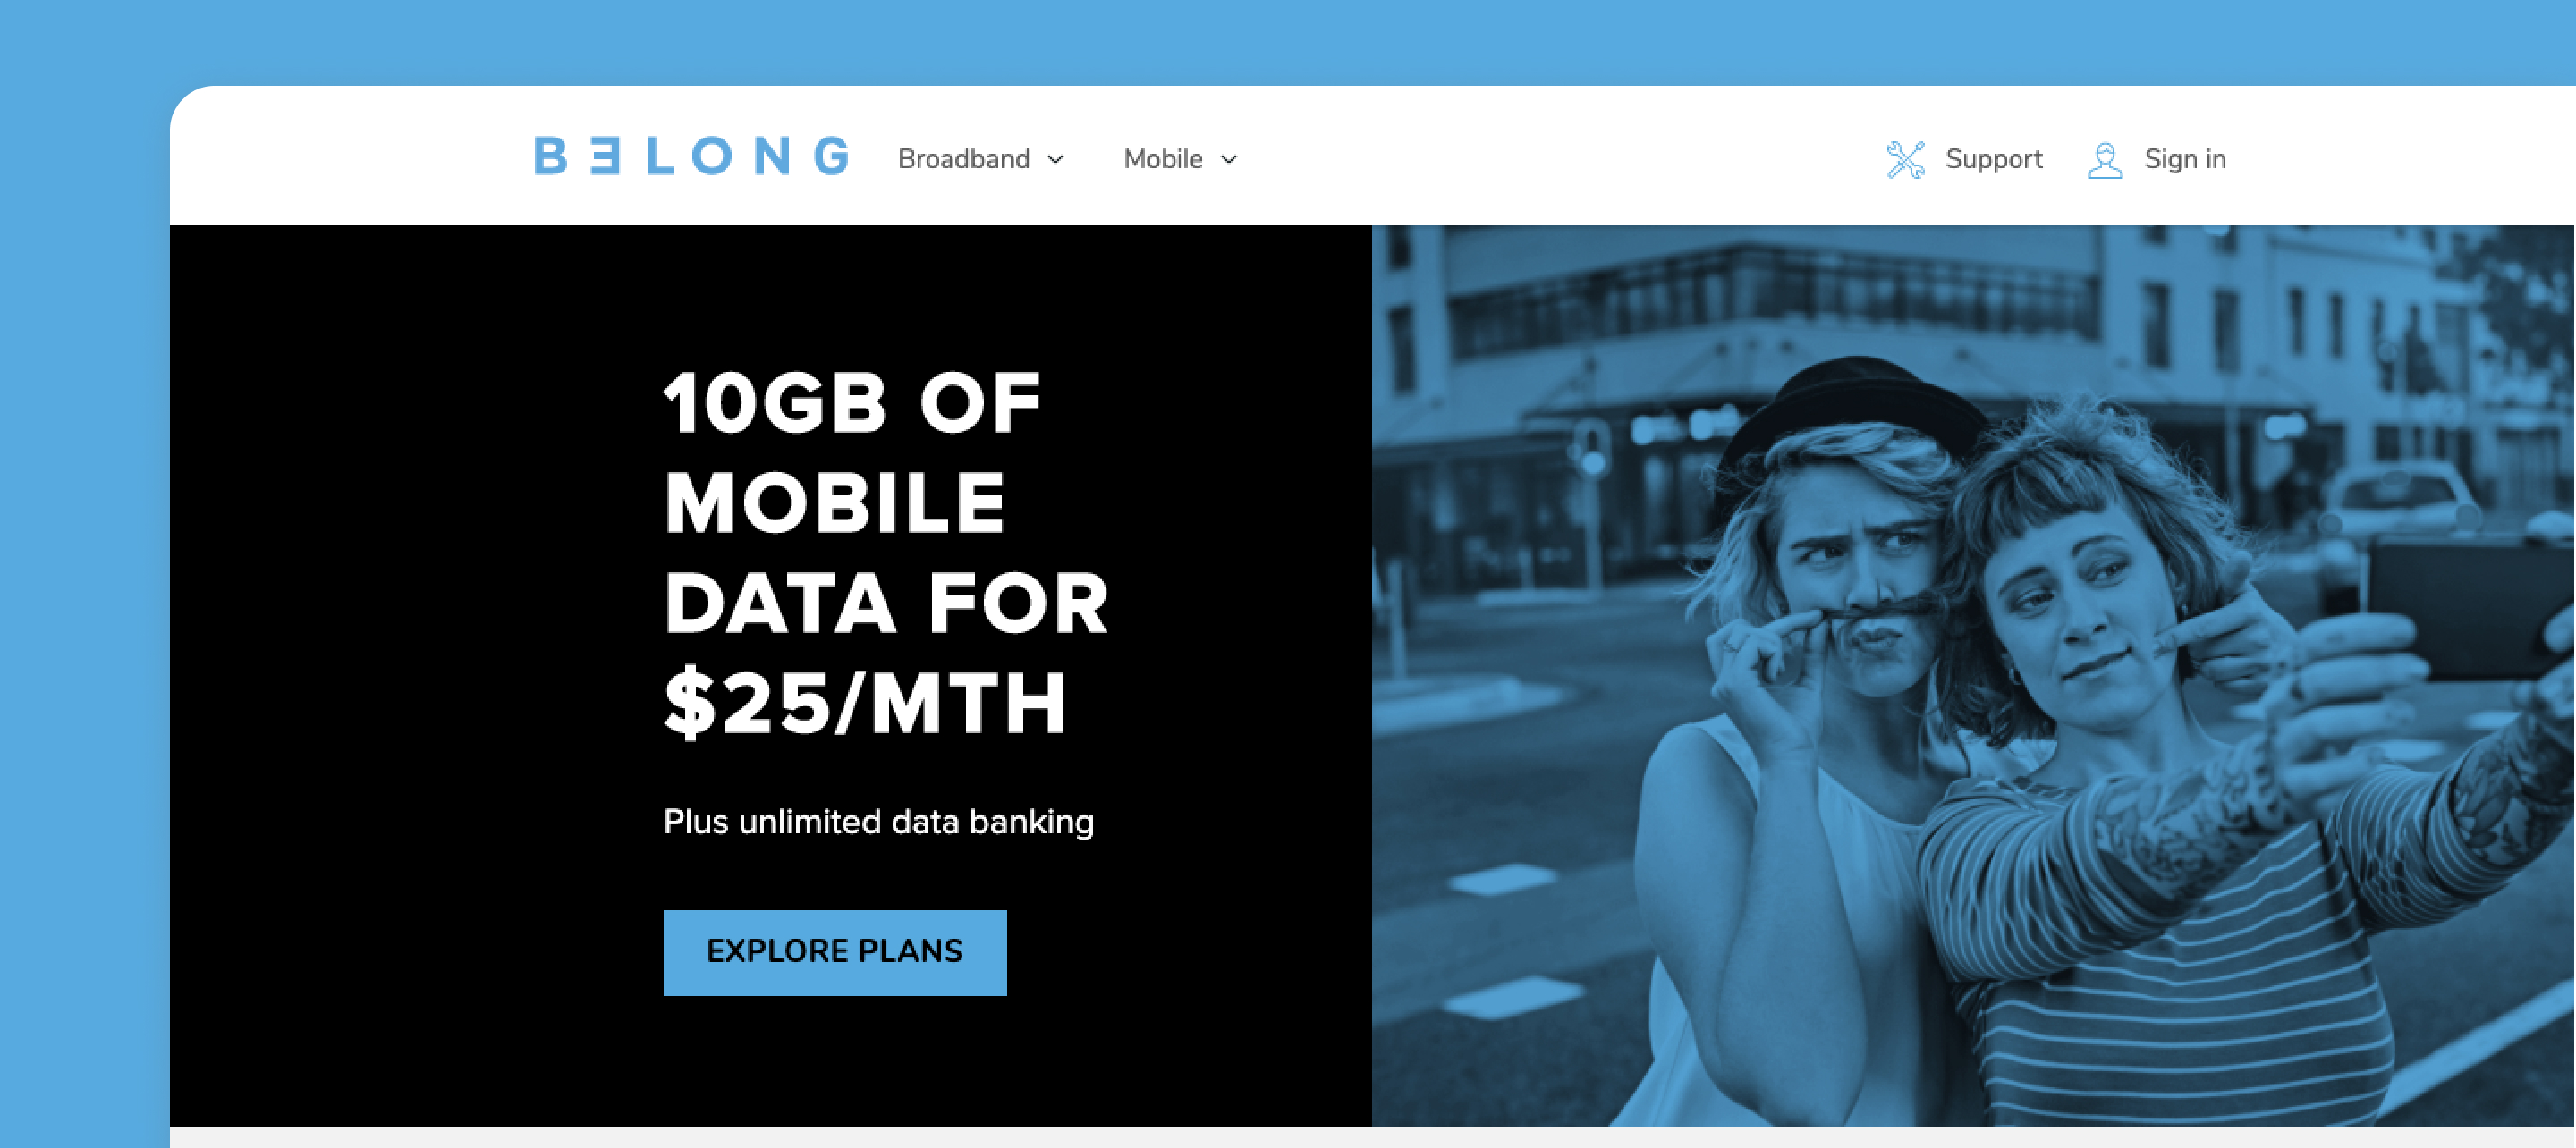 BƎLONG
Broadband
Mobile
Support
Sign in
10GB OF
MOBILE
DATA FOR
$25/MTH
Plus unlimited data banking
EXPLORE PLANS